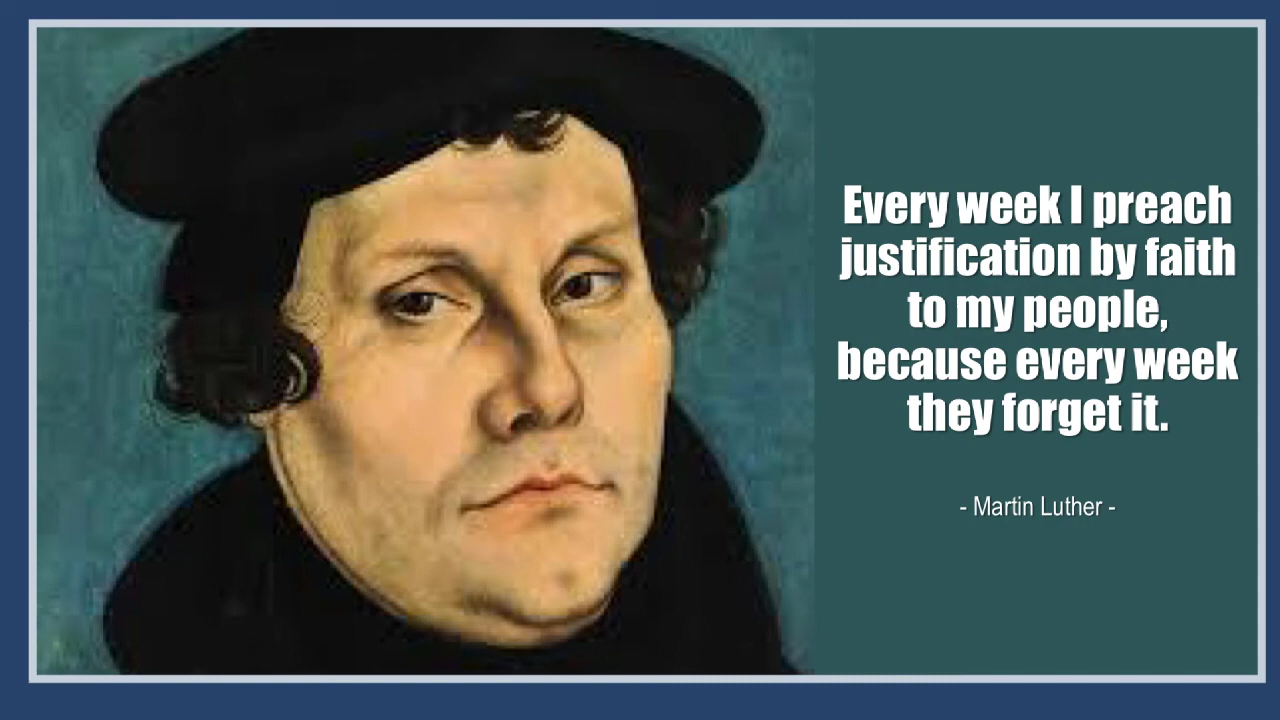 Every week I preach
justification by faith
to my people,
because every week
they forget it.
- Martin Luther -